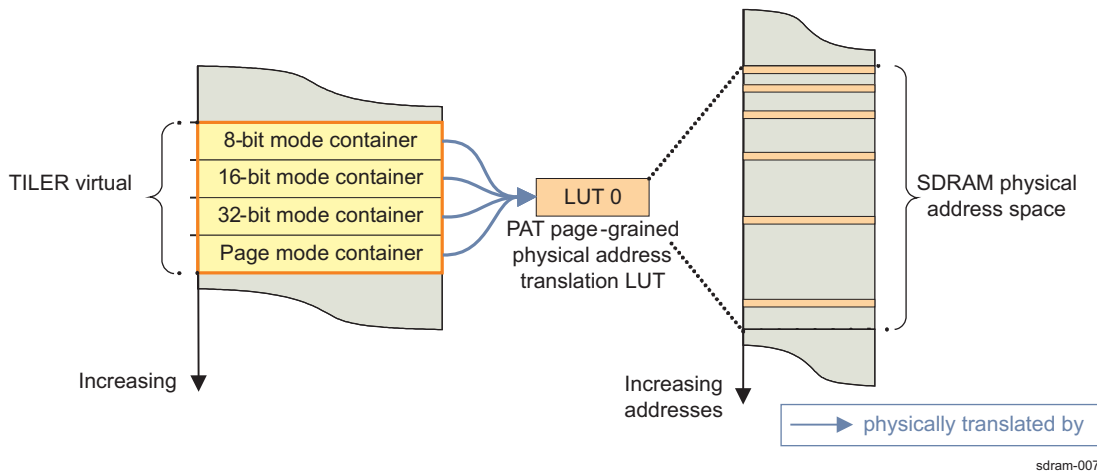 8-bit mode container
16-bit mode container
32-bit mode container
Page mode container
TILER virtual
Increasing
LUT 0
PAT page-grained
physical address
translation LUT
SDRAM physical
address space
Increasing
addresses
physically translated by
sdram-007